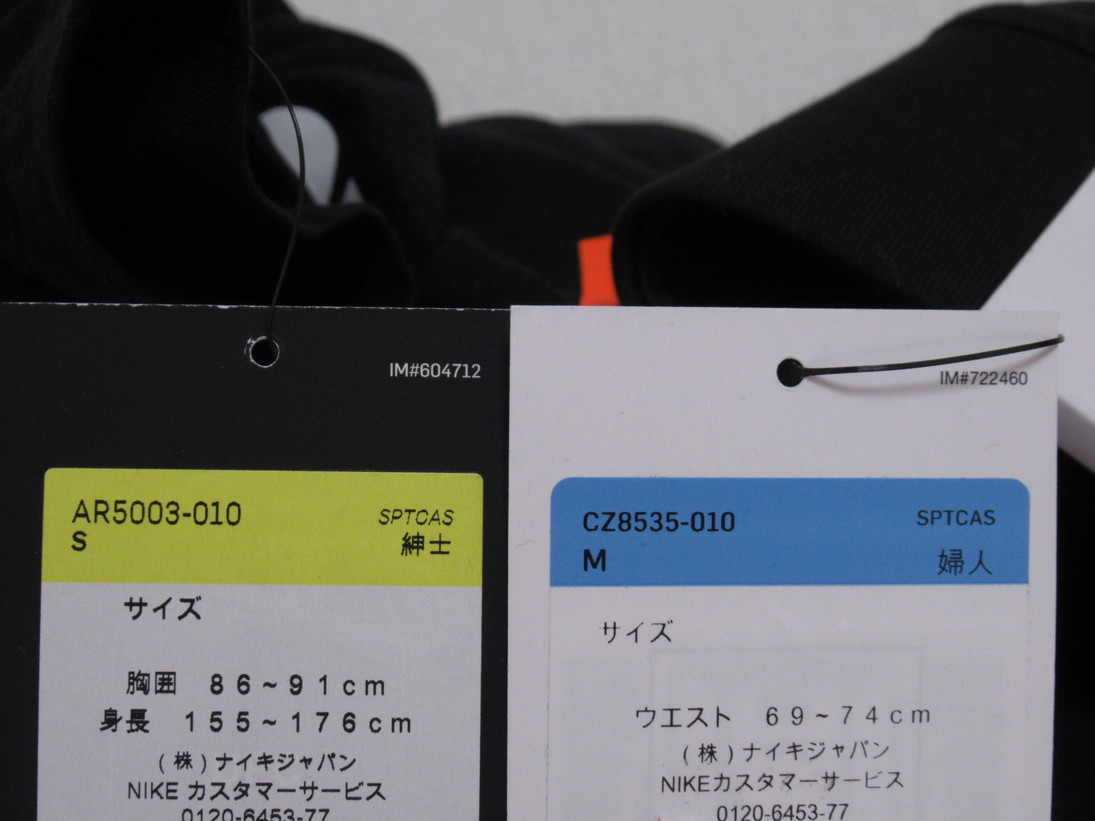 IM#604712
AR5003-010
SPTCAS
S
紳士
サイズ
胸囲 86~91cm
身長 155~176cm
(株)ナイキジャパン
NIKE カスタマーサービス
0120-6453-77
IM#722460
CZ8535-010
SPTCAS
M
婦人
サイズ
ウエスト 69~74cm
(株)ナイキジャパン
NIKEカスタマーサービス
0120-6453-77